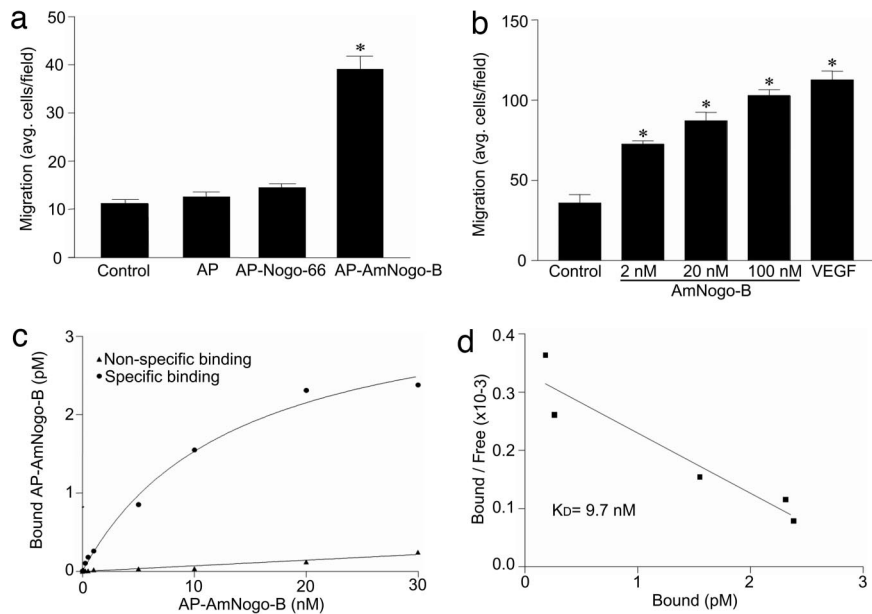 a
Migration (avg. cells/field)
50
40
30
20
10
0
*
Control AP AP-Nogo-66 AP-AmNogo-B
b
Migration (avg. cells/field)
150
100
50
0
* * * *
Control 2 nM 20 nM 100 nM VEGF
AmNogo-B
c
Bound AP-AmNogo-B (pM)
3
2
1
0
Non-specific binding
Specific binding
0 10 20 30
AP-AmNogo-B (nM)
d
Bound / Free (x10-3)
0.4
0.3
0.2
0.1
0.0
KD= 9.7 nM
0 1 2 3
Bound (pM)